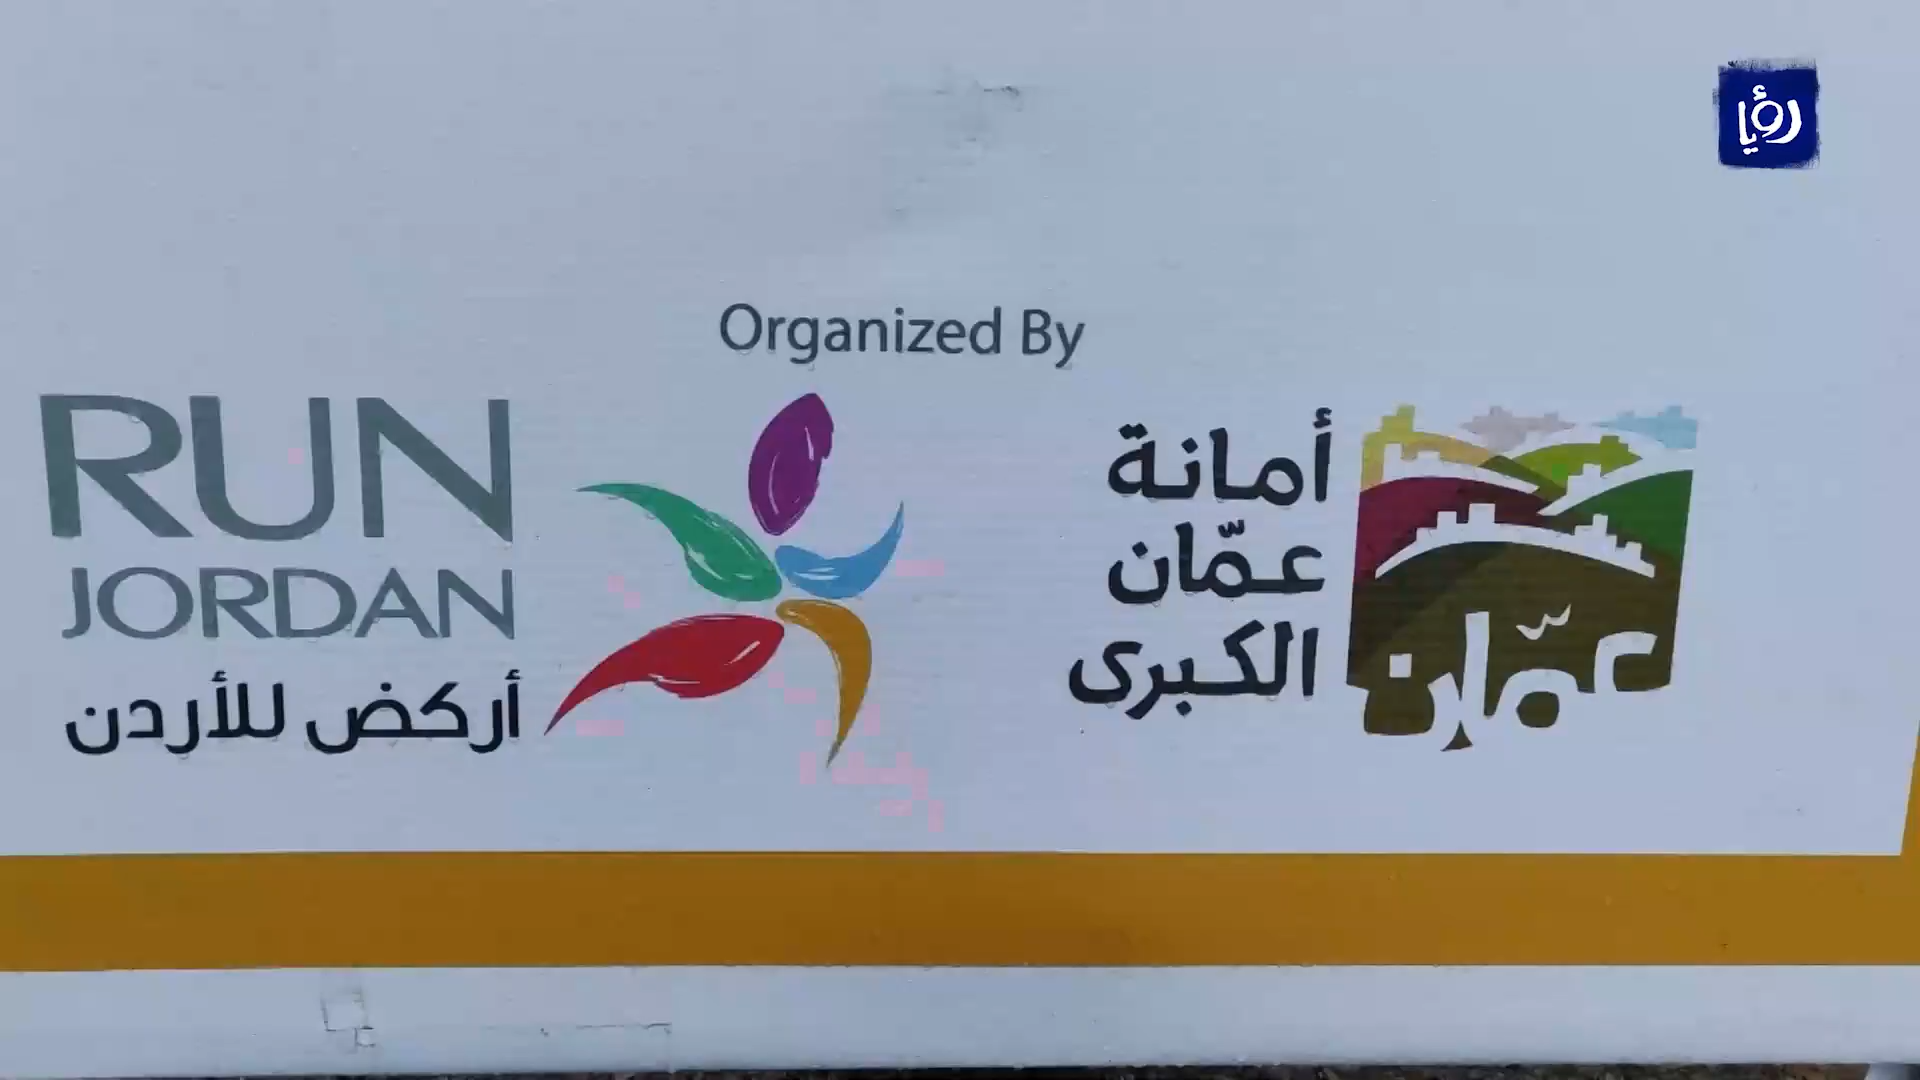 رؤيا
Organized By
RUN
JORDAN
أركض للأردن
أمانة
عمّان
الكبرى
عمّان